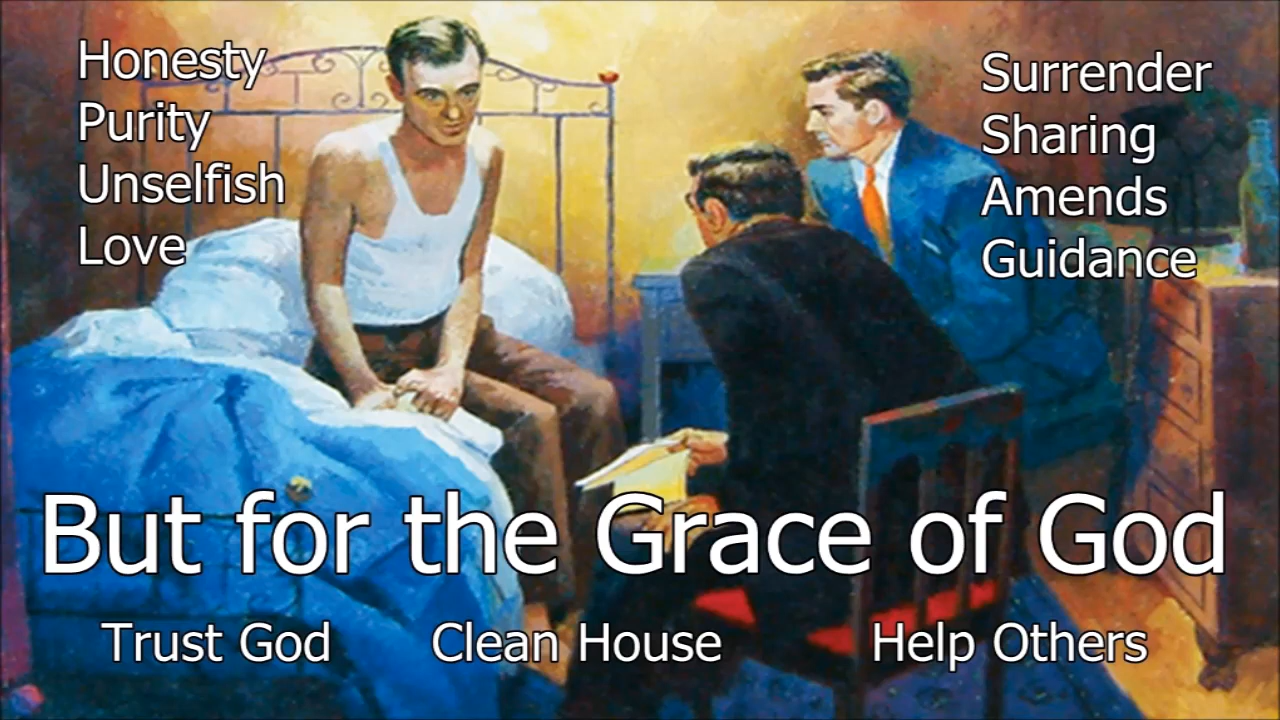 Honesty
Purity
Unselfish
Love
Surrender
Sharing
Amends
Guidance
But for the Grace of God
Trust God Clean House Help Others